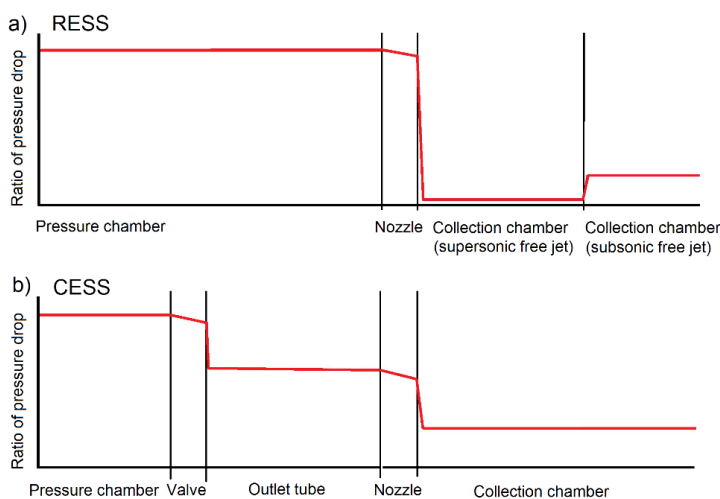 a) RESS
Ratio of pressure drop
Pressure chamber
Nozzle
Collection chamber
(supersonic free jet)
Collection chamber
(subsonic free jet)
b) CESS
Ratio of pressure drop
Pressure chamber
Valve
Outlet tube
Nozzle
Collection chamber